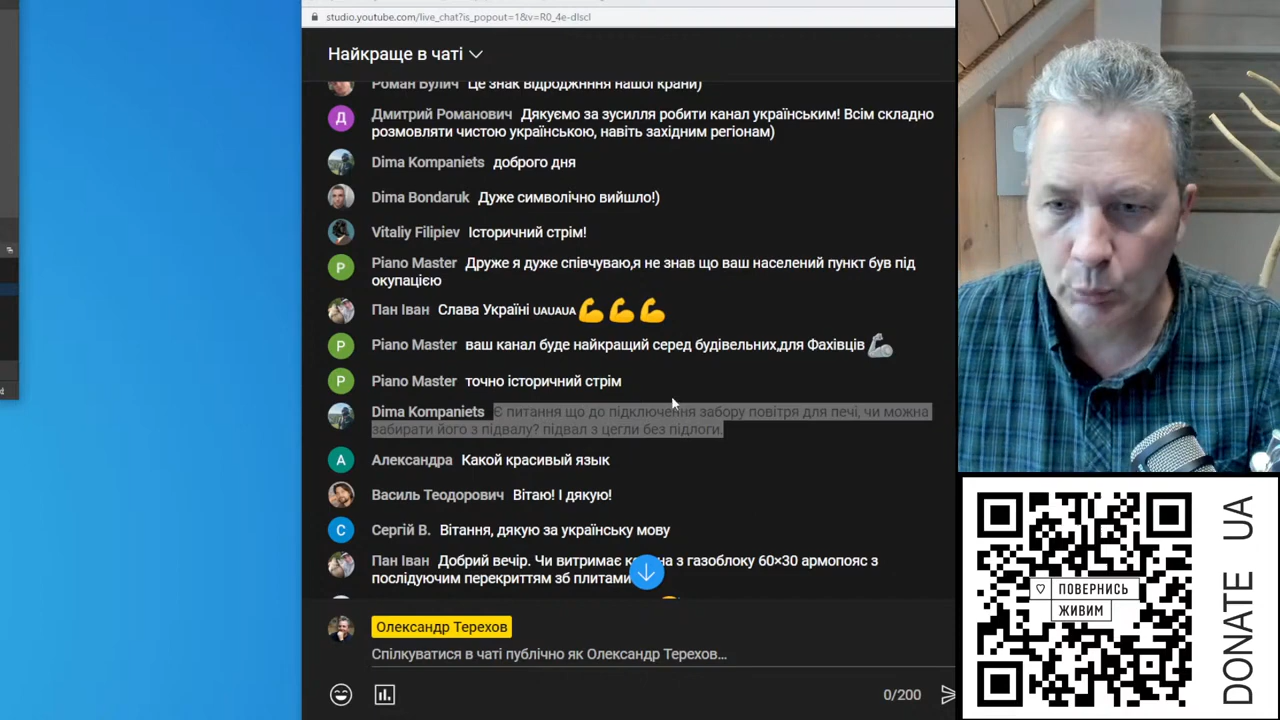 studio.youtube.com/live_chat?is_popout=1&v=R0_4e-dlscI
Найкраще в чаті
Роман Вулич Це знак відроджнння нашої крани)
Д Дмитрий Романович Дякуємо за зусилля робити канал українським! Всім складно
розмовляти чистою українською, навіть західним регіонам)
Dima Kompaniets доброго дня
Dima Bondaruk Дуже символічно вийшло!)
Vitaliy Filipiev Історичний стрім!
P Piano Master Друже я дуже співчуваю,я не знав що ваш населений пункт був під
окупацією
Пан Іван Слава Україні UAUAUA
P Piano Master ваш канал буде найкращий серед будівельних,для Фахівців
P Piano Master точно історичний стрім
Dima Kompaniets Є питання що до підключення забору повітря для печі, чи можна
забирати його з підвалу? підвал з цегли без підлоги.
А Александра Какой красивый язык
Василь Теодорович Вітаю! І дякую!
С Сергій В. Вітання, дякую за українську мову
Пан Іван Добрий вечір. Чи витримає на з газоблоку 60×30 армопояс з
послідуючим перекриттям зб плитами
Олександр Терехов
Спілкуватися в чаті публічно як Олександр Терехов...
0/200
ПОВЕРНИСЬ
ЖИВИМ
DONATE UA